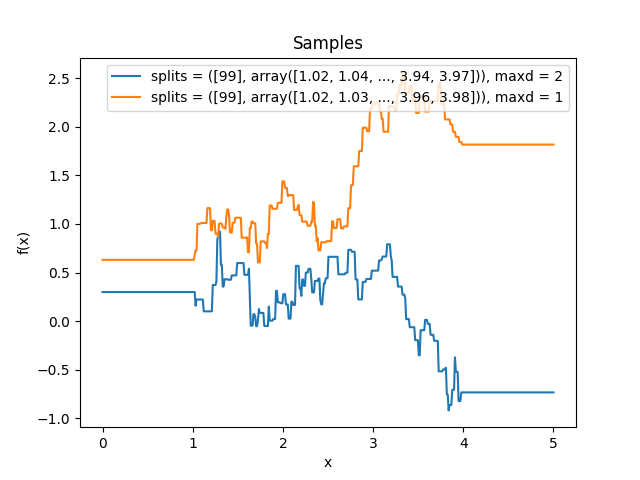 Samples
splits = ([99], array([1.02, 1.04, ..., 3.94, 3.97])), maxd = 2
splits = ([99], array([1.02, 1.03, ..., 3.96, 3.98])), maxd = 1
f(x)
2.5
2.0
1.5
1.0
0.5
0.0
−0.5
−1.0
0 1 2 3 4 5
x